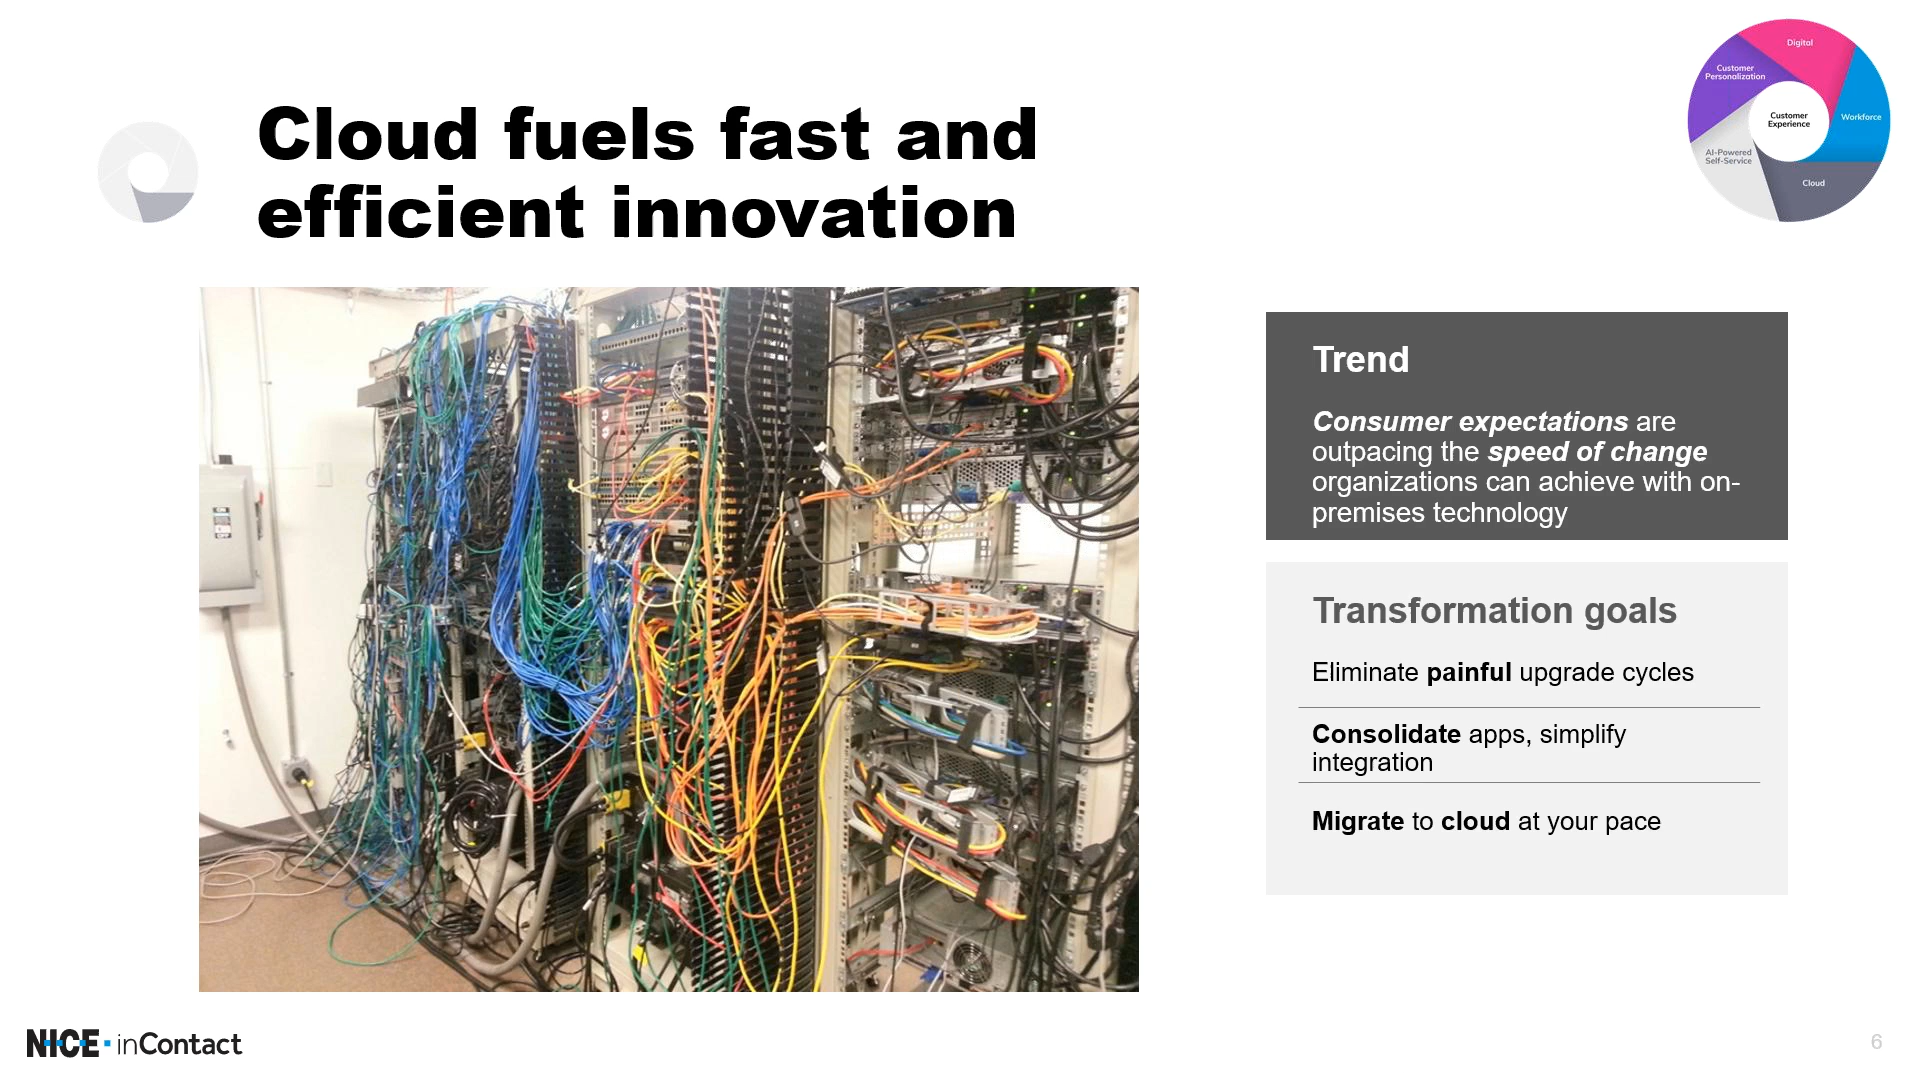 Cloud fuels fast and
efficient innovation
Digital
Customer
Personalization
Customer
Experience
Workforce
AI-Powered
Self-Service
Cloud
ON
OFF
Trend
Consumer expectations are
outpacing the speed of change
organizations can achieve with on-
premises technology
Transformation goals
Eliminate painful upgrade cycles
Consolidate apps, simplify
integration
Migrate to cloud at your pace
NICE inContact
6